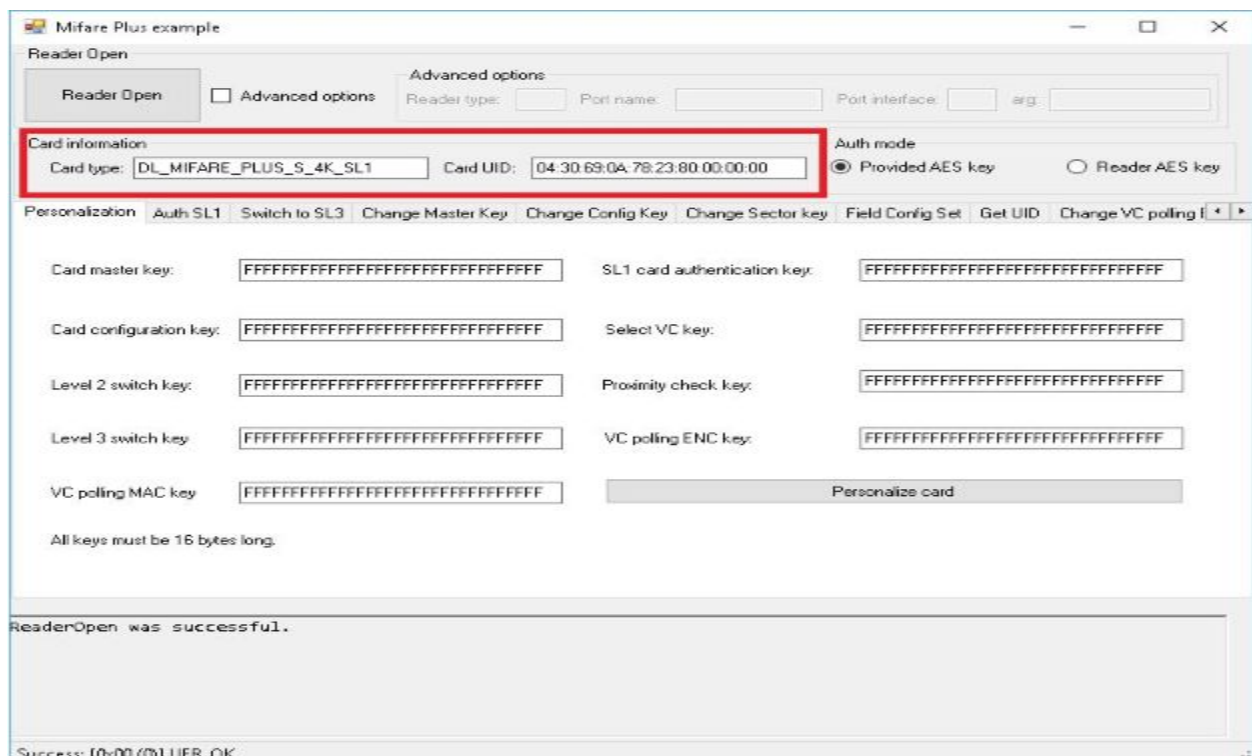 Mifare Plus example
Reader Open
Advanced options
Reader Open Advanced options Reader type: Port name: Port interface: arg:
Card information Auth mode
Card type: DL_MIFARE_PLUS_S_4K_SL1 Card UID: 04:30:69:0A:78:23:80:00:00:00 Provided AES key Reader AES key
Personalization Auth SL1 Switch to SL3 Change Master Key Change Config Key Change Sector key Field Config Set Get UID Change VC polling
Card master key: FFFFFFFFFFFFFFFFFFFFFFFFFFFFFFFF SL1 card authentication key: FFFFFFFFFFFFFFFFFFFFFFFFFFFFFFFF
Card configuration key: FFFFFFFFFFFFFFFFFFFFFFFFFFFFFFFF Select VC key: FFFFFFFFFFFFFFFFFFFFFFFFFFFFFFFF
Level 2 switch key: FFFFFFFFFFFFFFFFFFFFFFFFFFFFFFFF Proximity check key: FFFFFFFFFFFFFFFFFFFFFFFFFFFFFFFF
Level 3 switch key FFFFFFFFFFFFFFFFFFFFFFFFFFFFFFFF VC polling ENC key: FFFFFFFFFFFFFFFFFFFFFFFFFFFFFFFF
VC polling MAC key FFFFFFFFFFFFFFFFFFFFFFFFFFFFFFFF Personalize card
All keys must be 16 bytes long.
ReaderOpen was successful.
Success: [0x00 (0)] UFR_OK